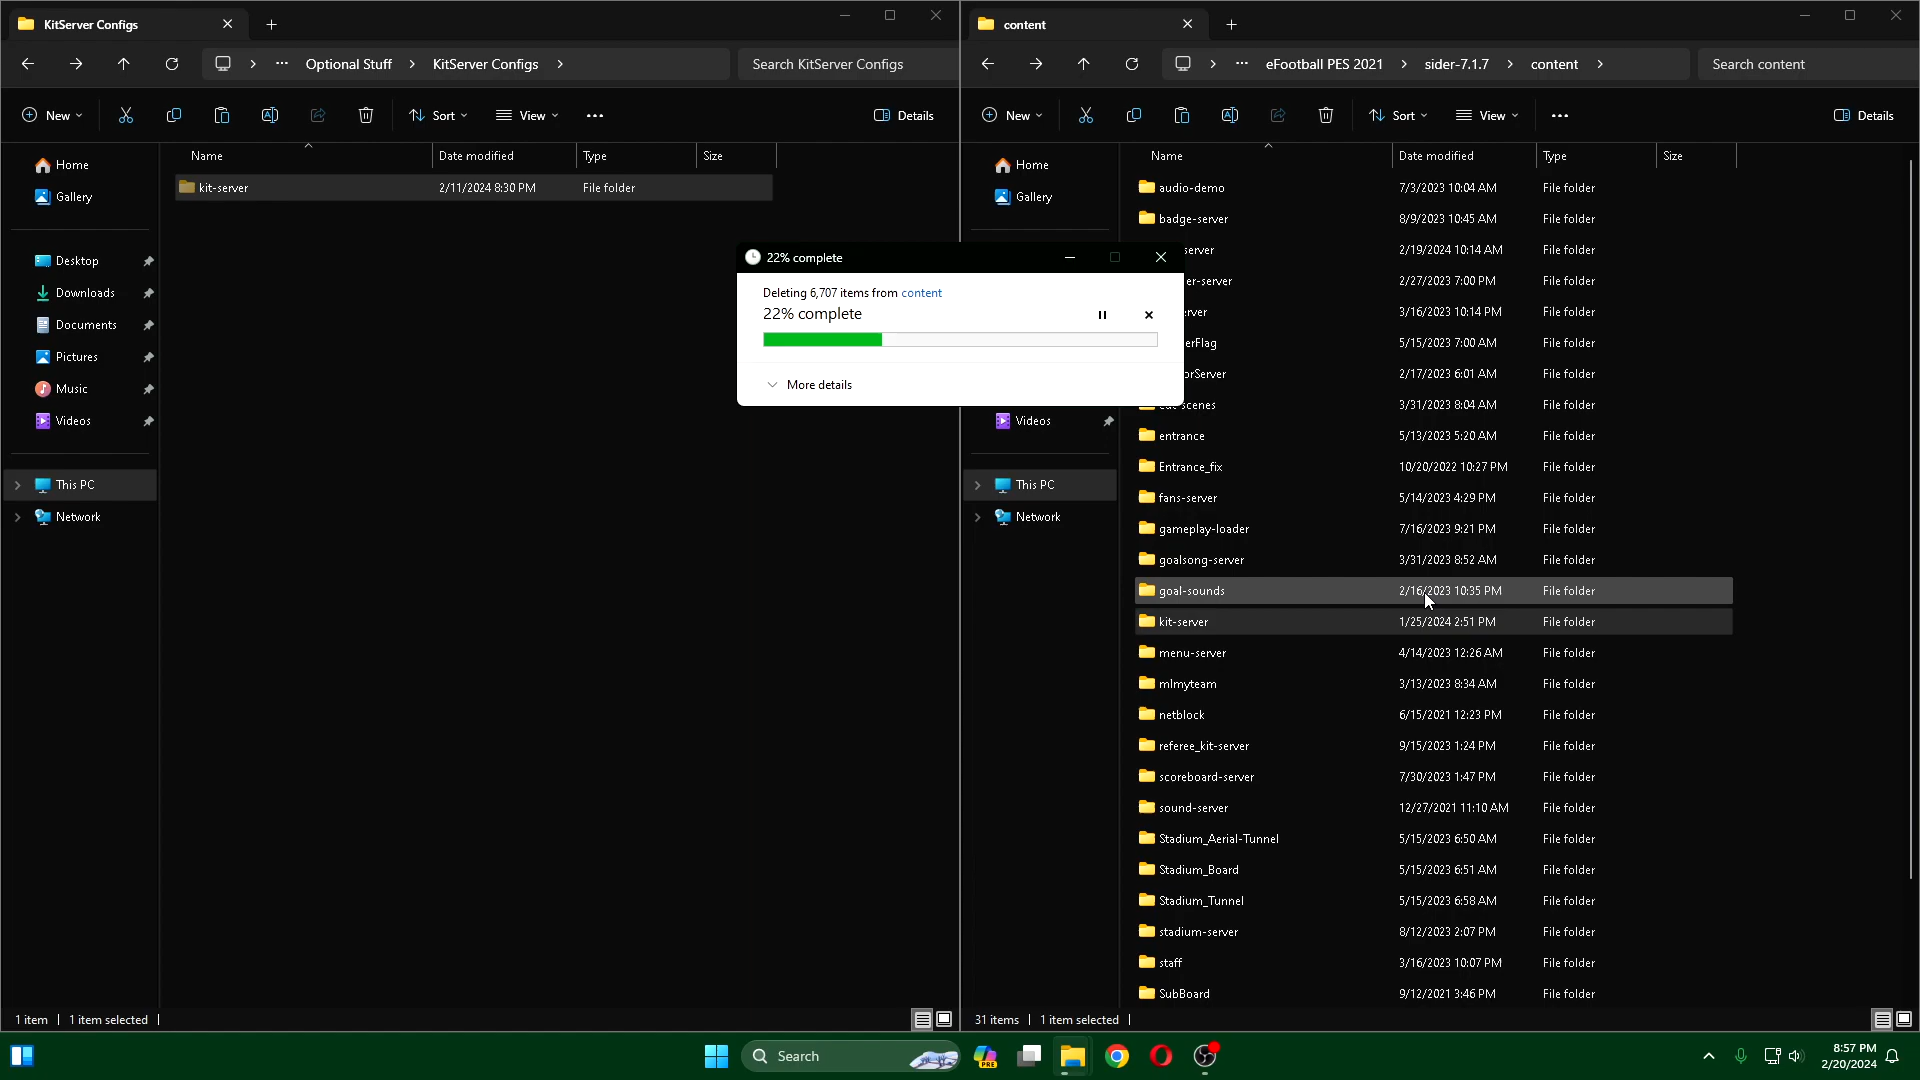 KitServer Configs
Optional Stuff
KitServer Configs
Search KitServer Configs
New
Sort
View
Details
Name
Date modified
Type
Size
kit-server
2/11/2024 8:30 PM
File folder
Home
Gallery
Desktop
Downloads
Documents
Pictures
Music
Videos
This PC
Network
1 item
1 item selected
22% complete
Deleting 6,707 items from content
22% complete
More details
content
eFootball PES 2021
sider-7.1.7
content
Search content
New
Sort
View
Details
Home
Gallery
Videos
This PC
Network
Name
Date modified
Type
Size
audio-demo 7/3/2023 10:04 AM File folder
badge-server 8/9/2023 10:45 AM File folder
server 2/19/2024 10:14 AM File folder
er-server 2/27/2023 7:00 PM File folder
erver 3/16/2023 10:14 PM File folder
erFlag 5/15/2023 7:00 AM File folder
orServer 2/17/2023 6:01 AM File folder
scenes 3/31/2023 8:04 AM File folder
entrance 5/13/2023 5:20 AM File folder
Entrance_fix 10/20/2022 10:27 PM File folder
fans-server 5/14/2023 4:29 PM File folder
gameplay-loader 7/16/2023 9:21 PM File folder
goalsong-server 3/31/2023 8:52 AM File folder
goal-sounds 2/16/2023 10:35 PM File folder
kit-server 1/25/2024 2:51 PM File folder
menu-server 4/14/2023 12:26 AM File folder
mlmyteam 3/13/2023 8:34 AM File folder
netblock 6/15/2021 12:23 PM File folder
referee_kit-server 9/15/2023 1:24 PM File folder
scoreboard-server 7/30/2023 1:47 PM File folder
sound-server 12/27/2021 11:10 AM File folder
Stadium_Aerial-Tunnel 5/15/2023 6:50 AM File folder
Stadium_Board 5/15/2023 6:51 AM File folder
Stadium_Tunnel 5/15/2023 6:58 AM File folder
stadium-server 8/12/2023 2:07 PM File folder
staff 3/16/2023 10:07 PM File folder
SubBoard 9/12/2021 3:46 PM File folder
31 items
1 item selected
Search
PRE
8:57 PM
2/20/2024